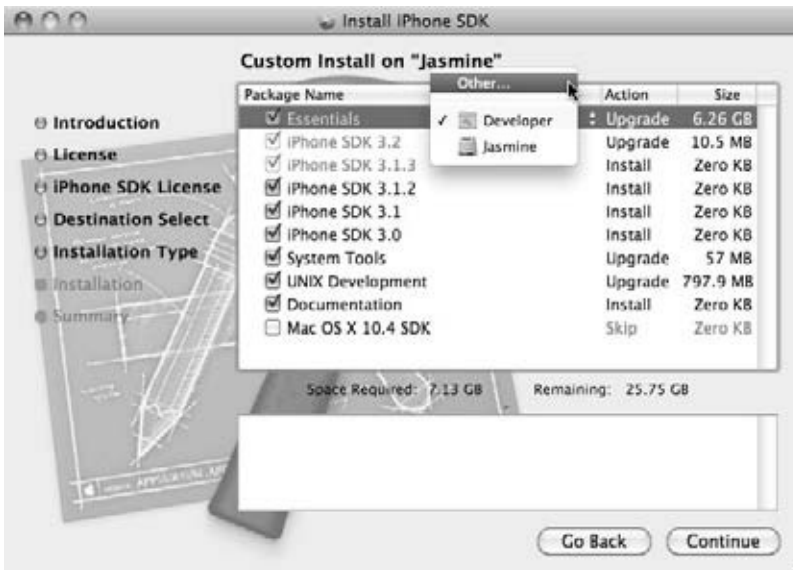 Install iPhone SDK
Custom Install on "Jasmine"
Introduction
License
iPhone SDK License
Destination Select
Installation Type
Installation
Summary
Package Name Action Size
Other...
Developer
Jasmine
Essentials Upgrade 6.26 GB
iPhone SDK 3.2 Upgrade 10.5 MB
iPhone SDK 3.1.3 Install Zero KB
iPhone SDK 3.1.2 Install Zero KB
iPhone SDK 3.1 Install Zero KB
iPhone SDK 3.0 Install Zero KB
System Tools Upgrade 57 MB
UNIX Development Upgrade 797.9 MB
Documentation Install Zero KB
Mac OS X 10.4 SDK Skip Zero KB
Space Required: 7.13 GB Remaining: 25.75 GB
Go Back Continue